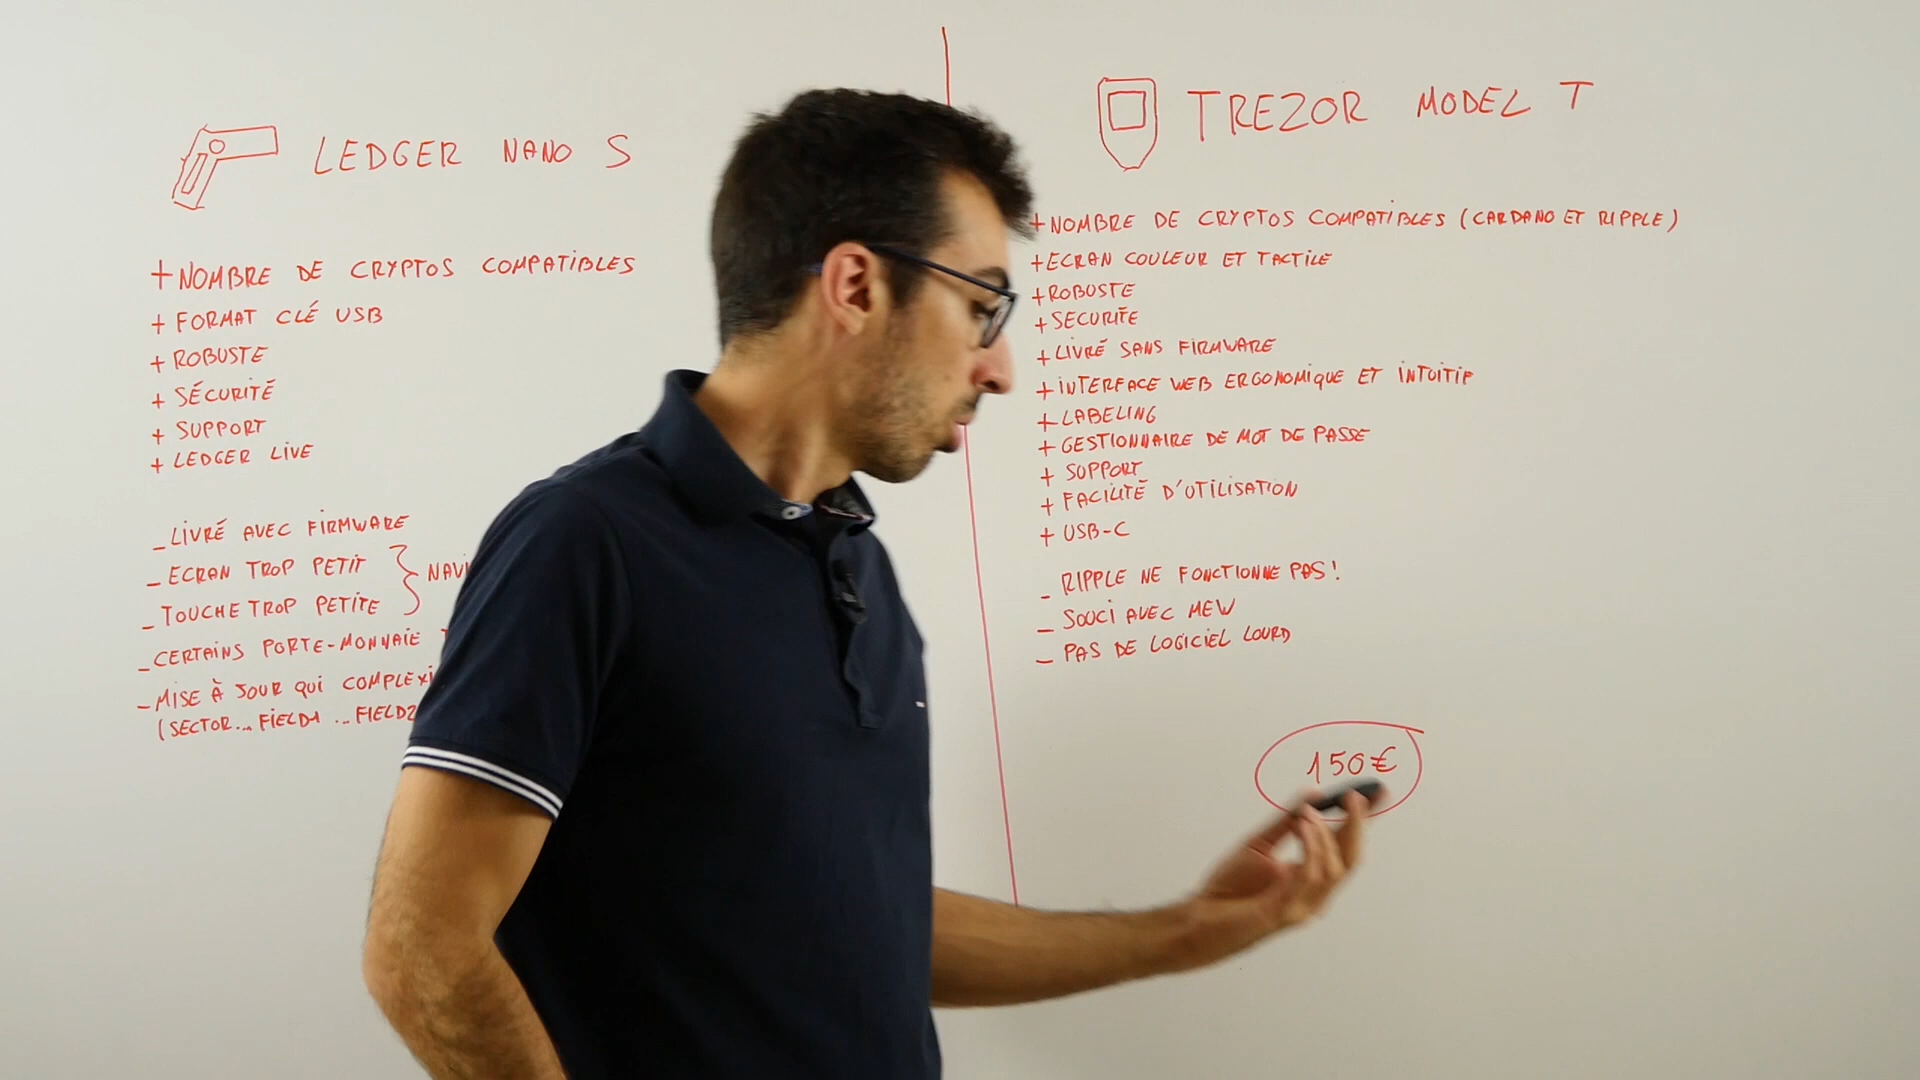 LEDGER NANO S
+ NOMBRE DE CRYPTOS COMPATIBLES
+ FORMAT CLÉ USB
+ ROBUSTE
+ SÉCURITÉ
+ SUPPORT
+ LEDGER LIVE
- LIVRÉ AVEC FIRMWARE
- ECRAN TROP PETIT
- TOUCHE TROP PETITE
- CERTAINS PORTE-MONNAIE
- MISE À JOUR QUI
(SECTOR... FIELD1 ... FIELD2
TREZOR MODEL T
+ NOMBRE DE CRYPTOS COMPATIBLES (CARDANO ET RIPPLE)
+ ECRAN COULEUR ET TACTILE
+ ROBUSTE
+ SECURITÉ
+ LIVRÉ SANS FIRMWARE
+ INTERFACE WEB ERGONOMIQUE ET INTUITIF
+ LABELING
+ GESTIONNAIRE DE MOT DE PASSE
+ SUPPORT
+ FACILITÉ D'UTILISATION
+ USB-C
- RIPPLE NE FONCTIONNE PAS!
- SOUCI AVEC MEW
- PAS DE LOGICIEL LOURD
150€